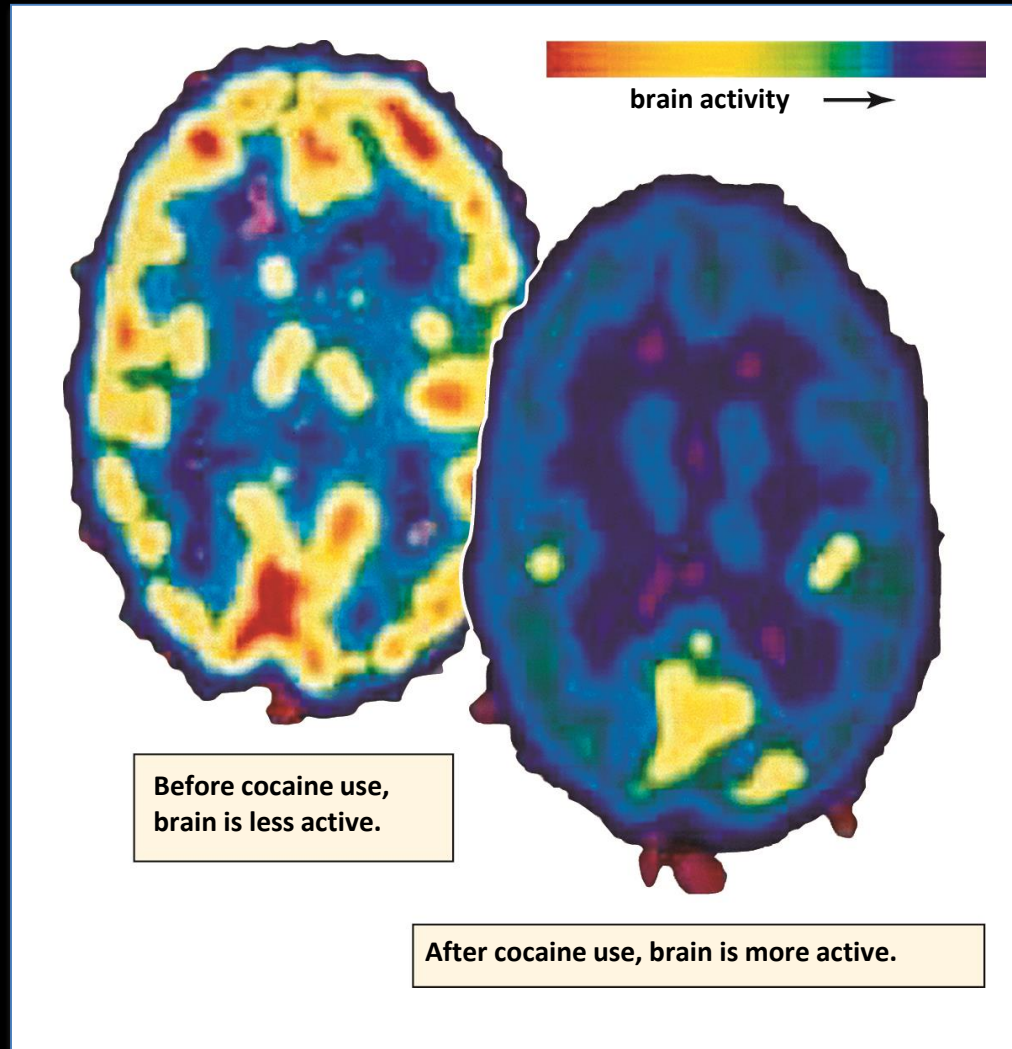 brain activity
Before cocaine use,
brain is less active.
After cocaine use, brain is more active.